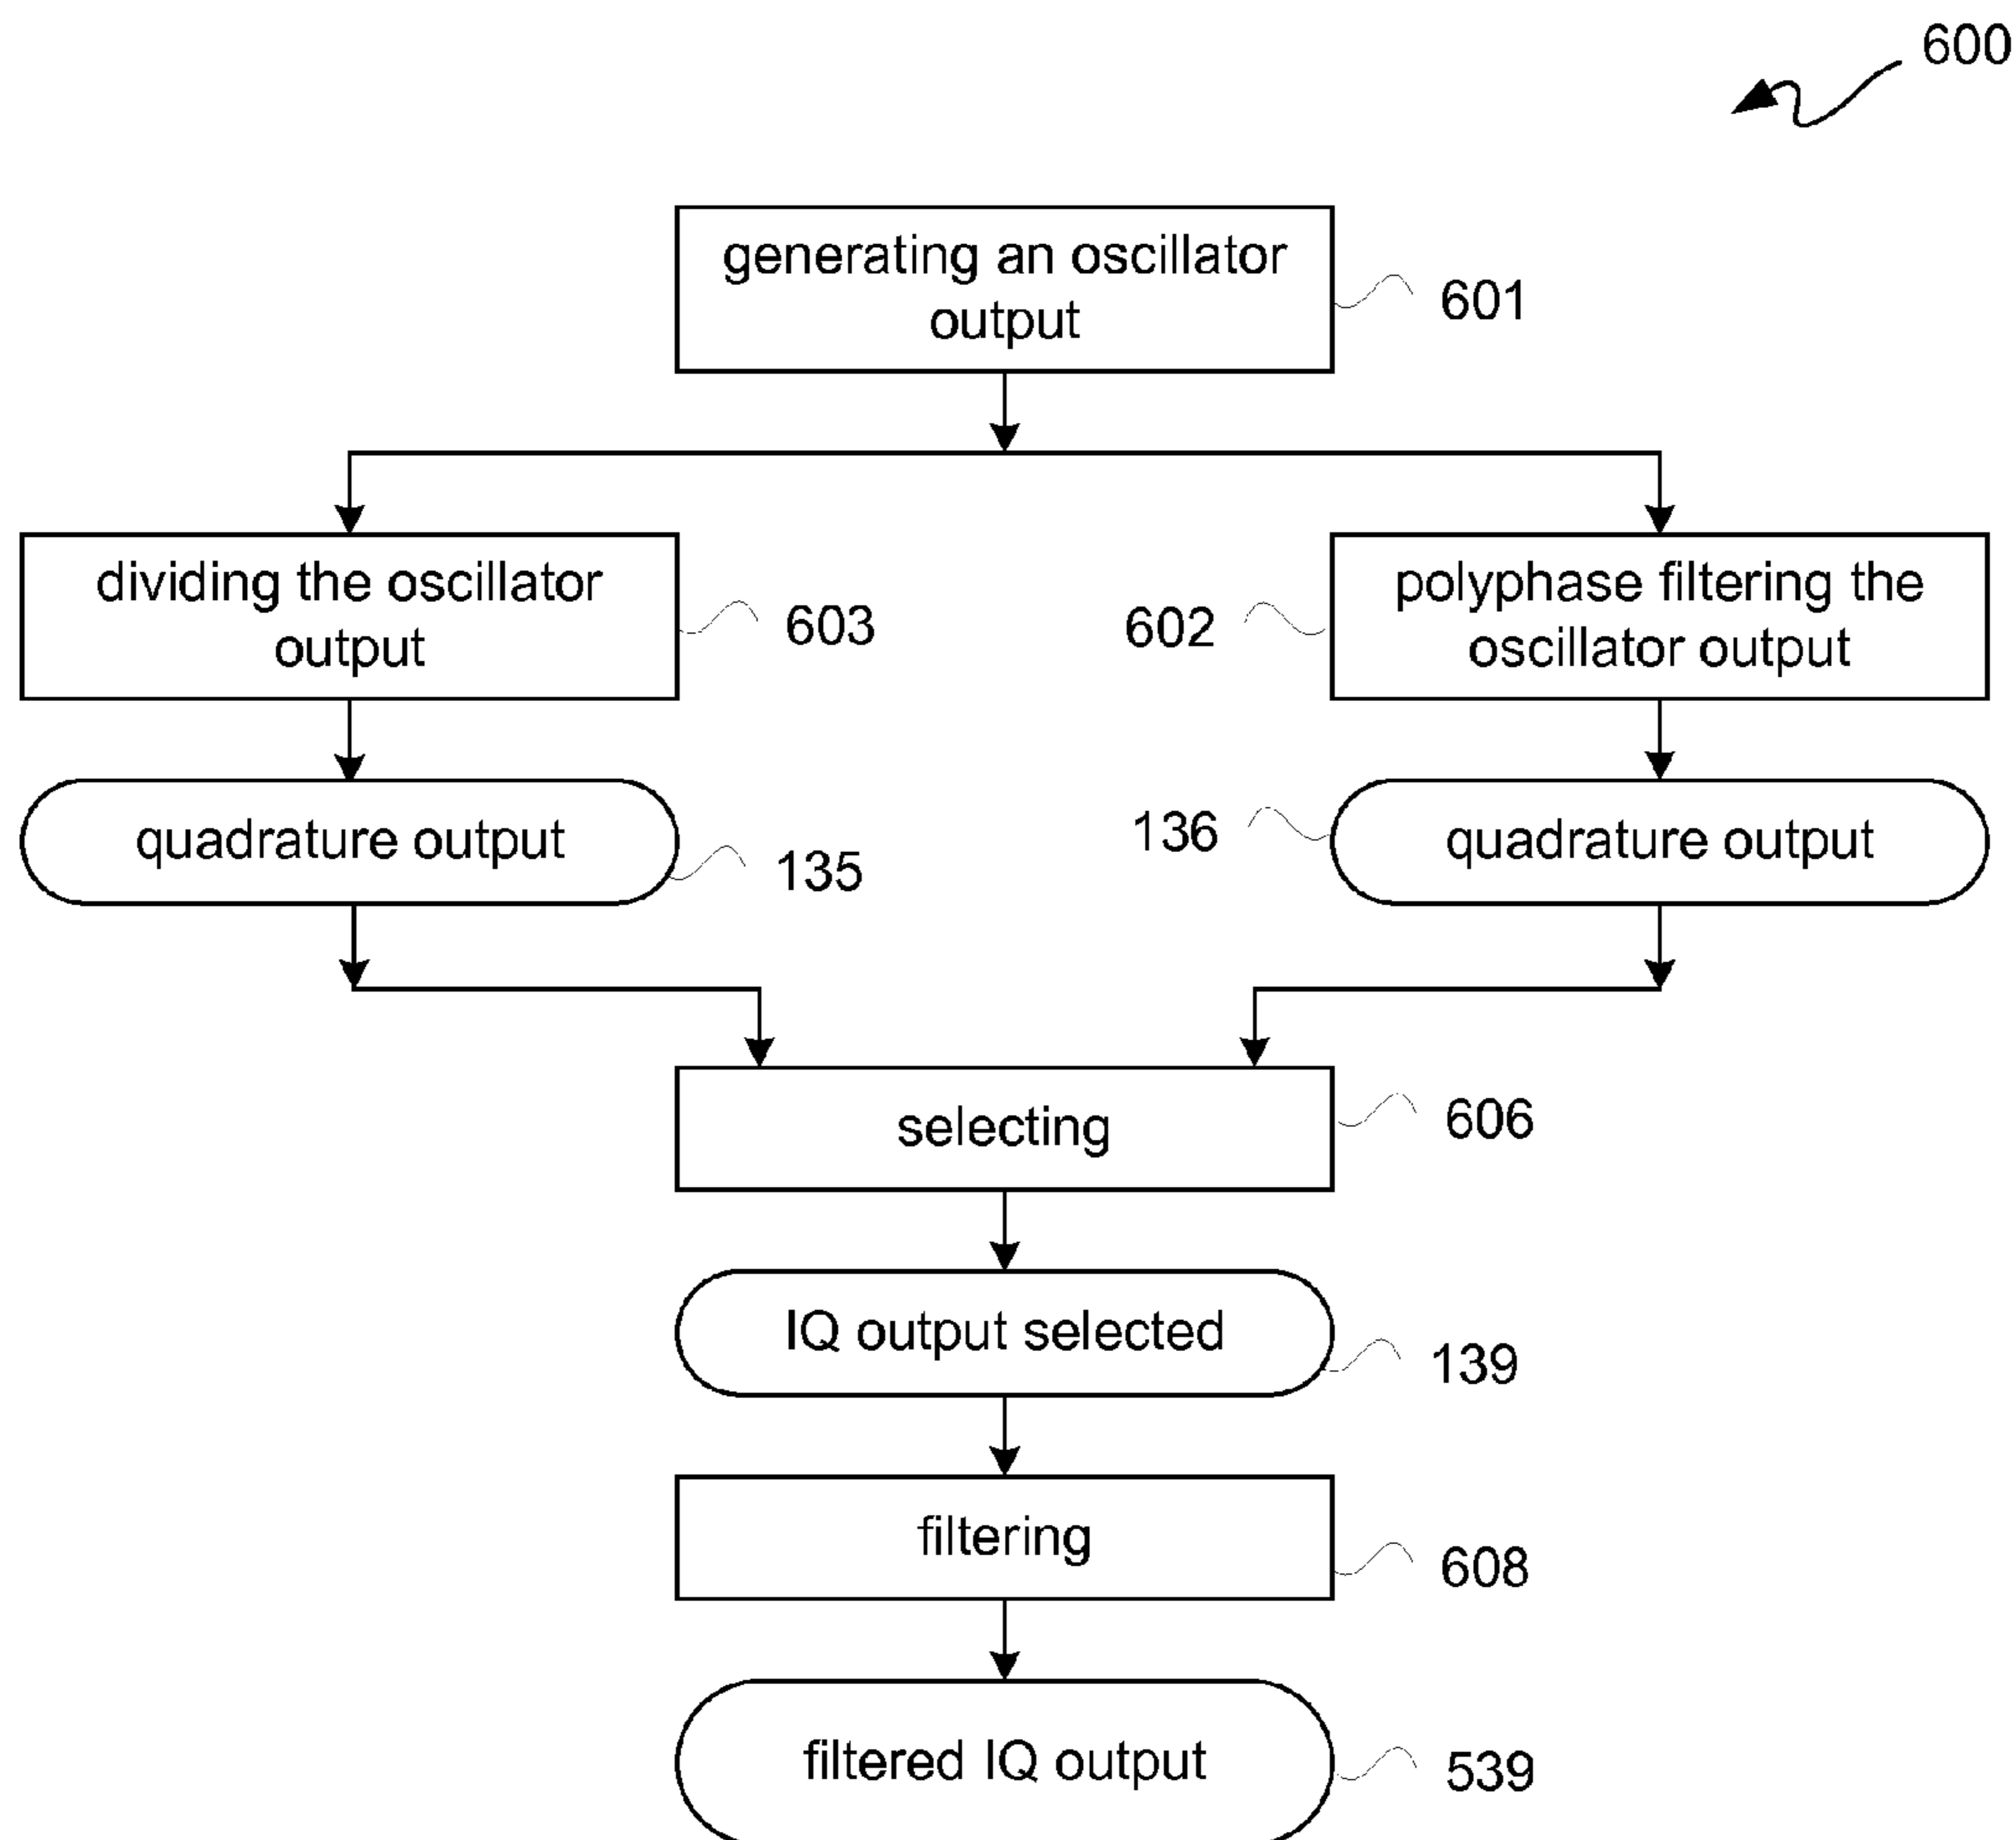 600
generating an oscillator
output
601
dividing the oscillator
output
603
602
polyphase filtering the
oscillator output
quadrature output
135
136
quadrature output
selecting
606
IQ output selected
139
filtering
608
filtered IQ output
539